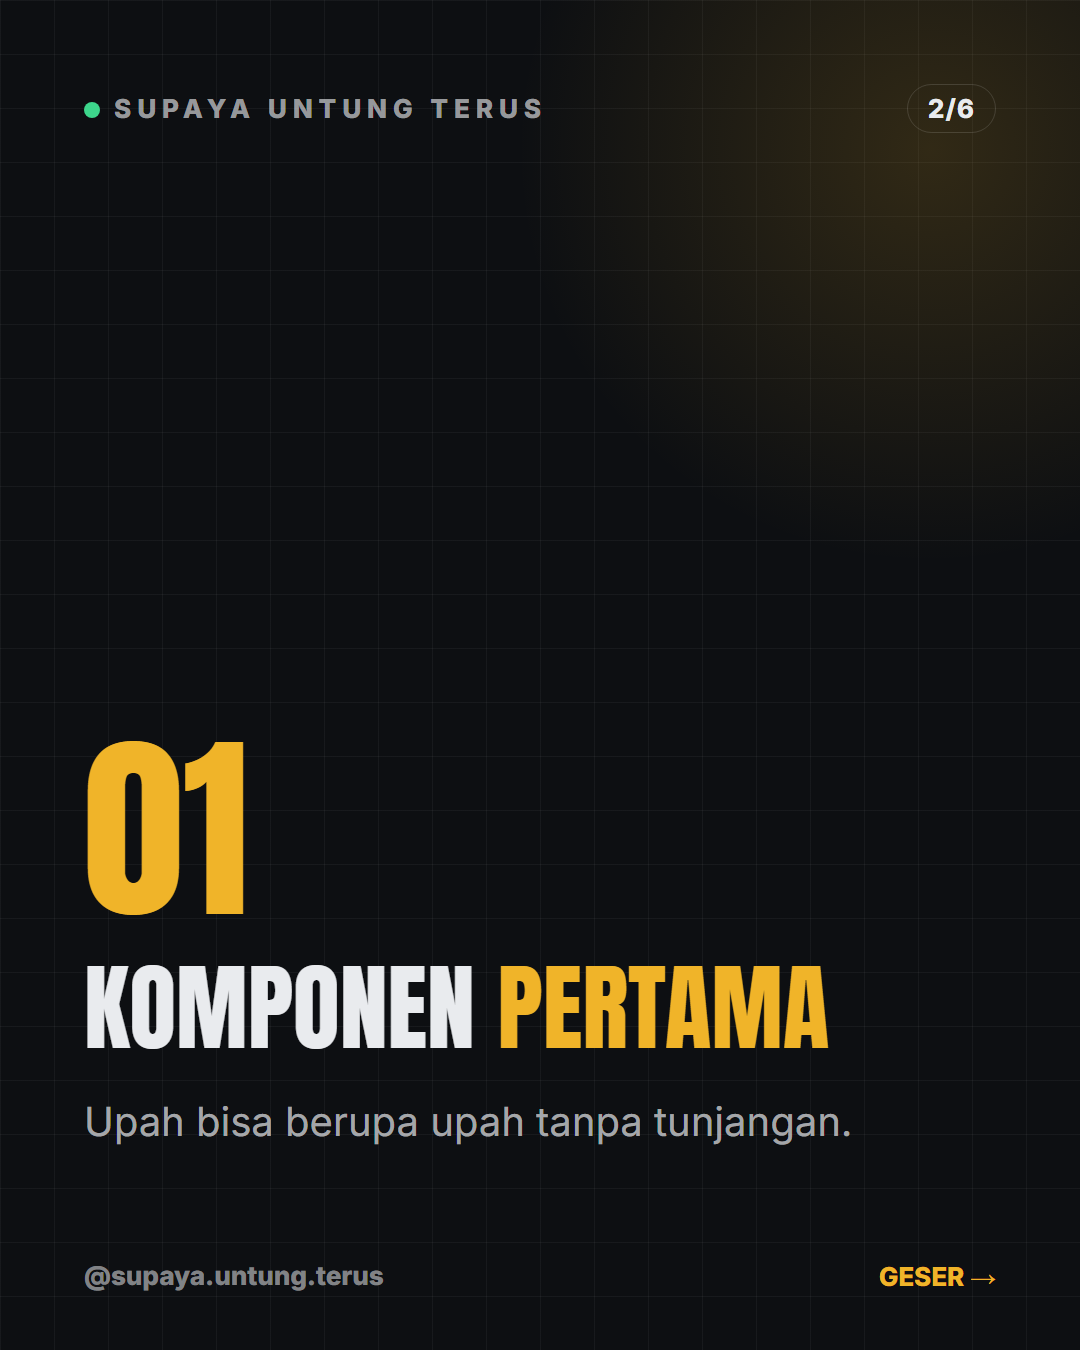 SUPAYA UNTUNG TERUS
2/6
01
KOMPONEN PERTAMA
Upah bisa berupa upah tanpa tunjangan.
@supaya.untung.terus
GESER →